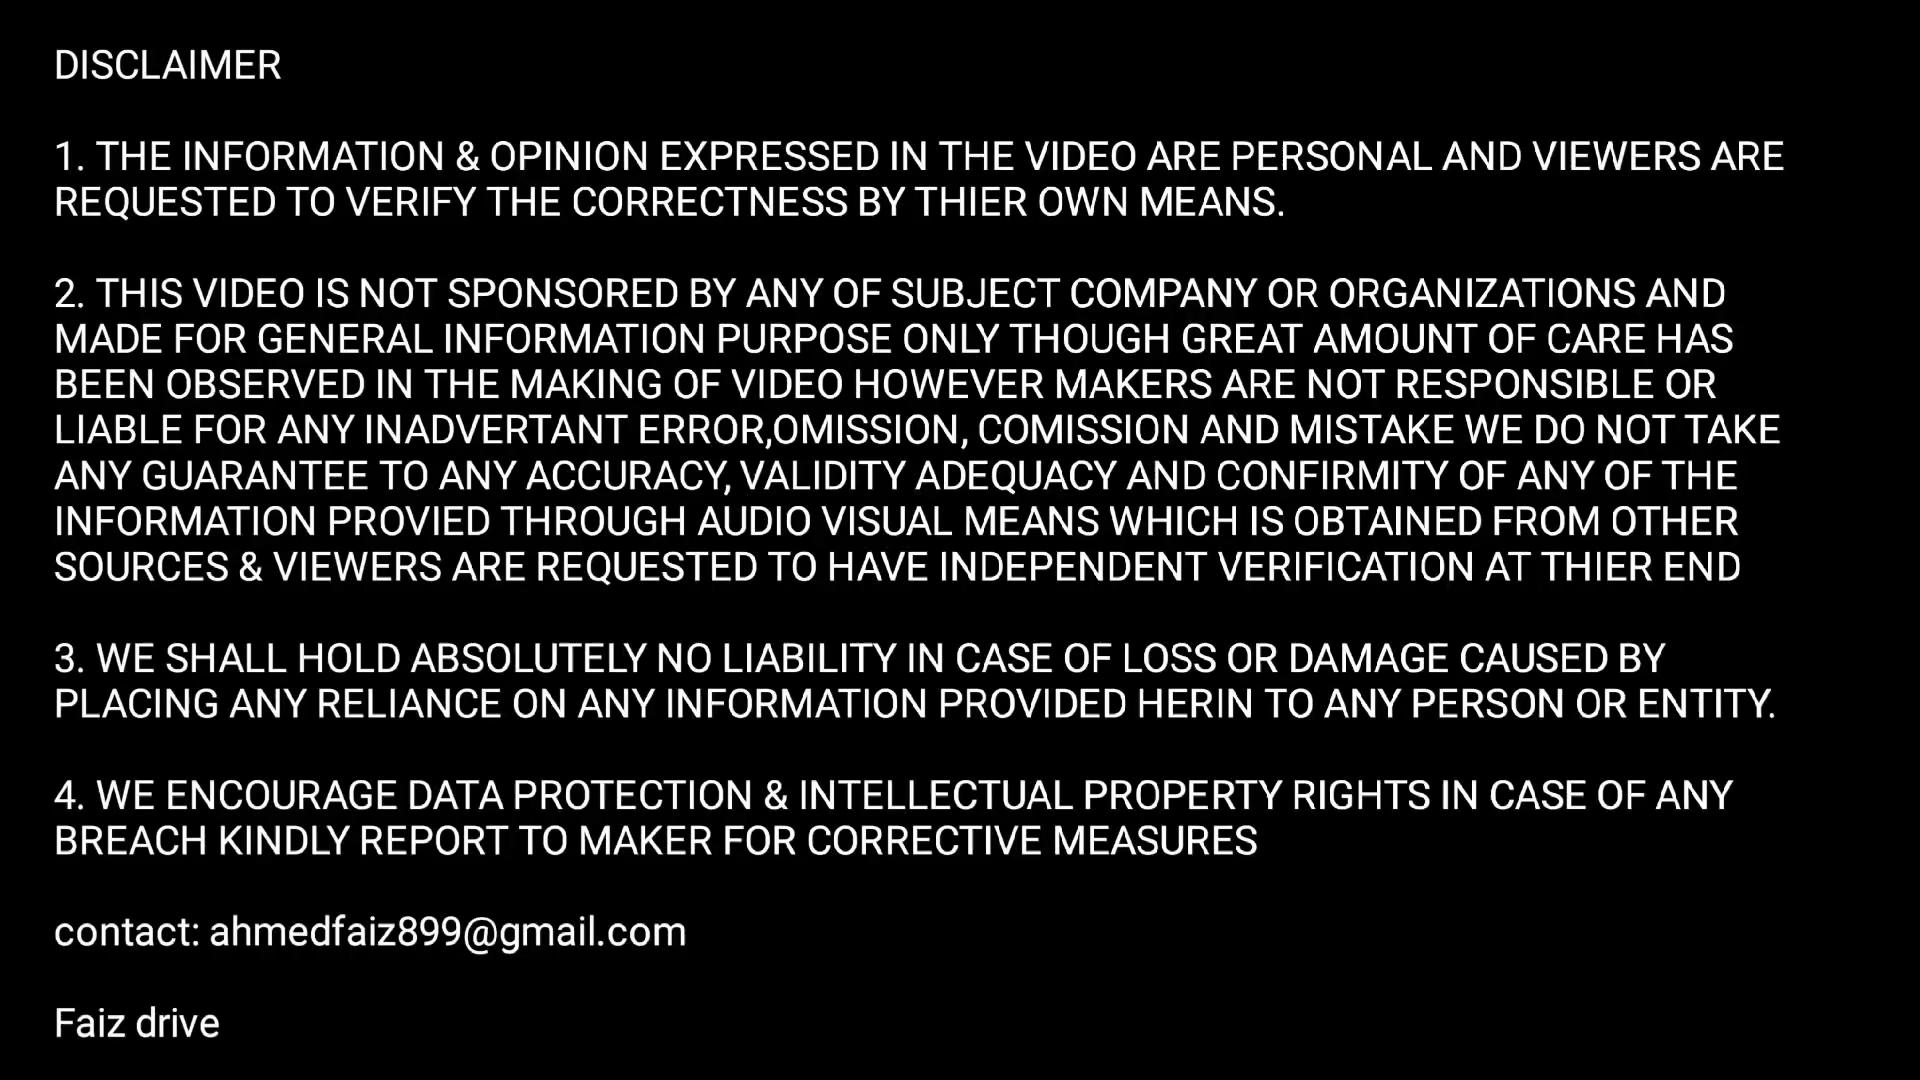 DISCLAIMER
1. THE INFORMATION & OPINION EXPRESSED IN THE VIDEO ARE PERSONAL AND VIEWERS ARE
REQUESTED TO VERIFY THE CORRECTNESS BY THIER OWN MEANS.
2. THIS VIDEO IS NOT SPONSORED BY ANY OF SUBJECT COMPANY OR ORGANIZATIONS AND
MADE FOR GENERAL INFORMATION PURPOSE ONLY THOUGH GREAT AMOUNT OF CARE HAS
BEEN OBSERVED IN THE MAKING OF VIDEO HOWEVER MAKERS ARE NOT RESPONSIBLE OR
LIABLE FOR ANY INADVERTANT ERROR,OMISSION, COMISSION AND MISTAKE WE DO NOT TAKE
ANY GUARANTEE TO ANY ACCURACY, VALIDITY ADEQUACY AND CONFIRMITY OF ANY OF THE
INFORMATION PROVIED THROUGH AUDIO VISUAL MEANS WHICH IS OBTAINED FROM OTHER
SOURCES & VIEWERS ARE REQUESTED TO HAVE INDEPENDENT VERIFICATION AT THIER END
3. WE SHALL HOLD ABSOLUTELY NO LIABILITY IN CASE OF LOSS OR DAMAGE CAUSED BY
PLACING ANY RELIANCE ON ANY INFORMATION PROVIDED HERIN TO ANY PERSON OR ENTITY.
4. WE ENCOURAGE DATA PROTECTION & INTELLECTUAL PROPERTY RIGHTS IN CASE OF ANY
BREACH KINDLY REPORT TO MAKER FOR CORRECTIVE MEASURES
contact: ahmedfaiz899@gmail.com
Faiz drive